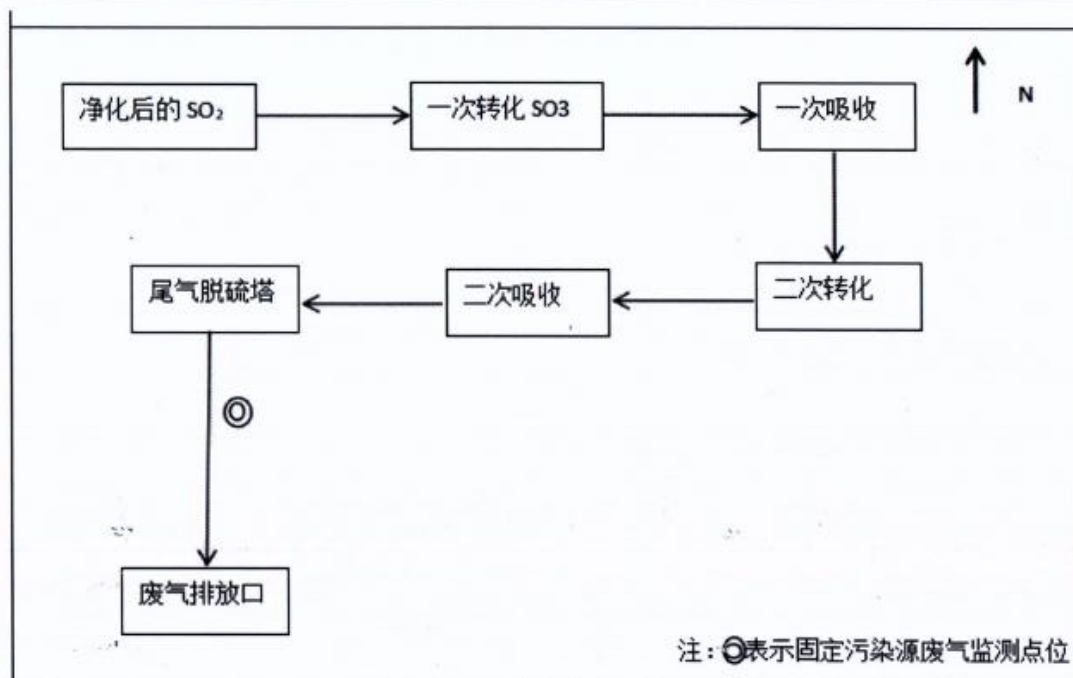 净化后的 SO₂
一次转化 SO3
一次吸收
N
尾气脱硫塔
二次吸收
二次转化
废气排放口
注：◎表示固定污染源废气监测点位